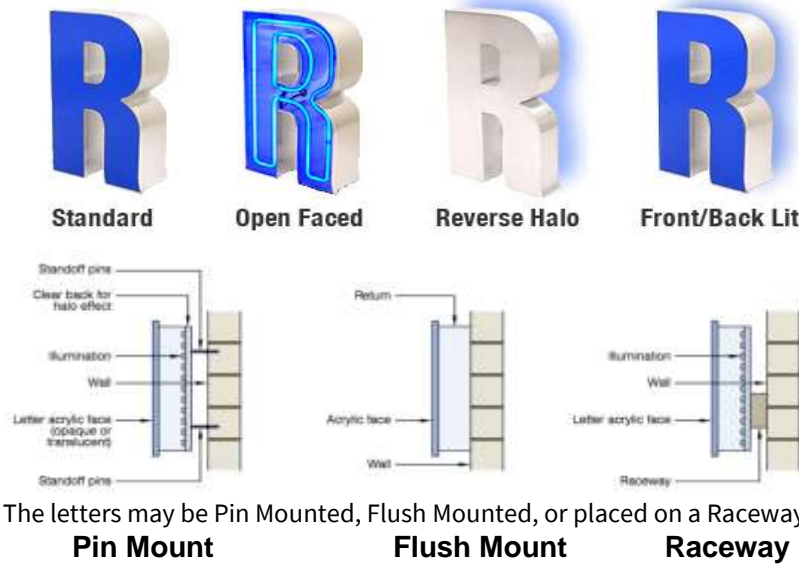 R R R R
Standard Open Faced Reverse Halo Front/Back Lit
Standoff pins
Clear back for
halo effect
Illumination
Wall
Letter acrylic face
(opaque or
translucent)
Standoff pins
Return
Acrylic face
Wall
Illumination
Wall
Letter acrylic face
Raceway
The letters may be Pin Mounted, Flush Mounted, or placed on a Raceway
Pin Mount Flush Mount Raceway